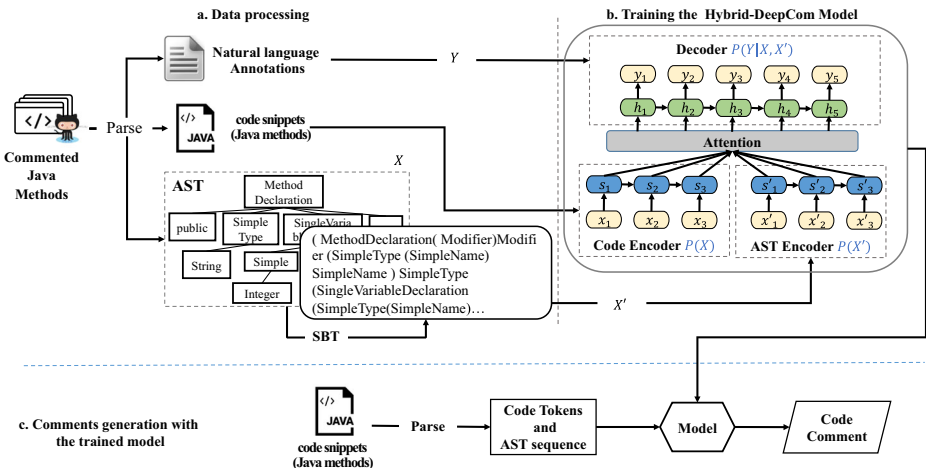 a. Data processing
b. Training the Hybrid-DeepCom Model
Natural language
Annotations
Y
Commented
Java
Methods
Parse
</>
JAVA
code snippets
(Java methods)
X
AST
Method
Declaration
public
Simple
Type
SingleVaria
String
Simple
Integer
( MethodDeclaration( Modifier)Modifi
er (SimpleType (SimpleName)
SimpleName ) SimpleType
(SingleVariableDeclaration
(SimpleType(SimpleName)…
SBT
X′
Decoder P(Y|X, X′)
y1 y2 y3 y4 y5
h1 h2 h3 h4 h5
Attention
s1 s2 s3 s′1 s′2 s′3
x1 x2 x3 x′1 x′2 x′3
Code Encoder P(X)
AST Encoder P(X′)
c. Comments generation with
the trained model
</>
JAVA
code snippets
(Java methods)
Parse
Code Tokens
and
AST sequence
Model
Code
Comment